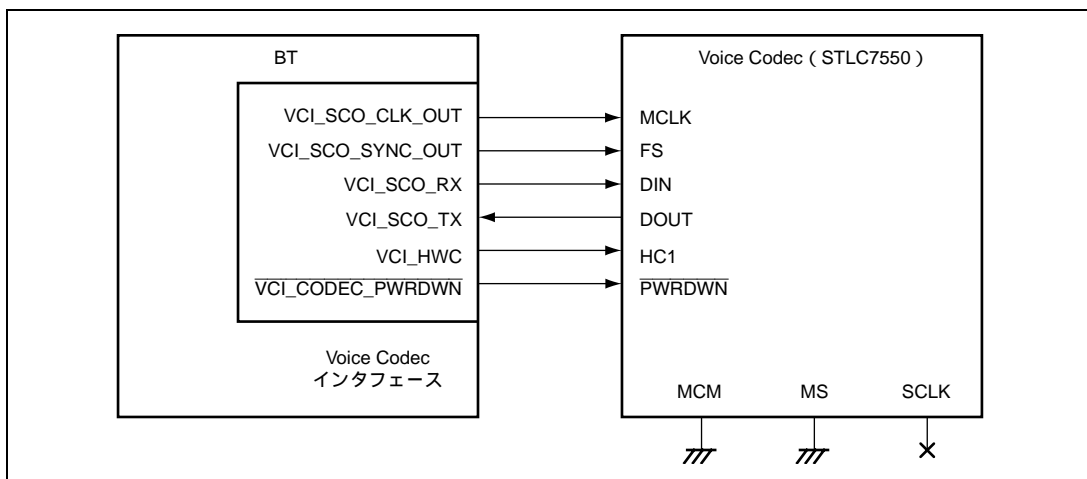 BT
VCI_SCO_CLK_OUT
VCI_SCO_SYNC_OUT
VCI_SCO_RX
VCI_SCO_TX
VCI_HWC
VCI_CODEC_PWRDWN
Voice Codec
インタフェース
Voice Codec（STLC7550）
MCLK
FS
DIN
DOUT
HC1
PWRDWN
MCM
MS
SCLK